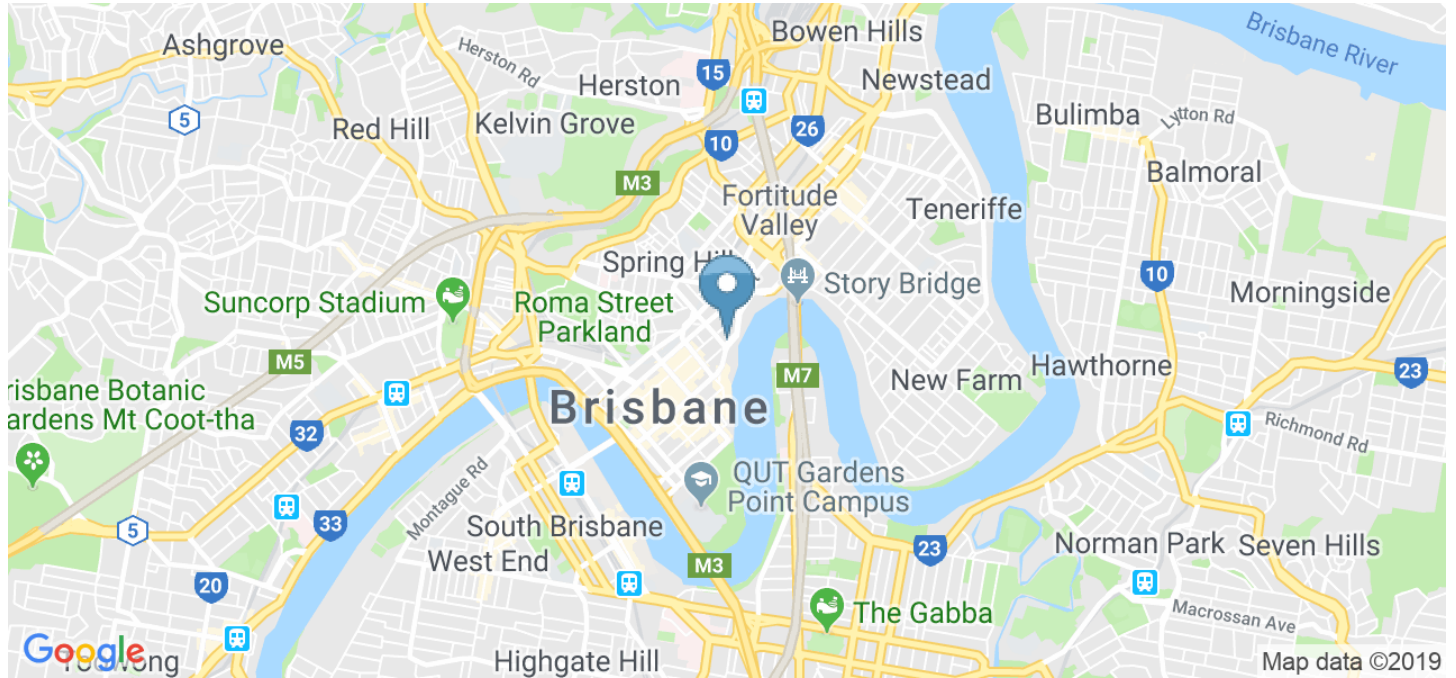 Bowen Hills
Brisbane River
Ashgrove
Herston Rd
Herston
15
Newstead
5
Red Hill
Kelvin Grove
10
26
Bulimba
Lytton Rd
M3
Fortitude
Valley
Teneriffe
Balmoral
Spring Hill
Story Bridge
10
Suncorp Stadium
Roma Street
Parkland
Morningside
M5
M7
Hawthorne
23
risbane Botanic
ardens Mt Coot-tha
New Farm
Brisbane
32
Richmond Rd
Montague Rd
QUT Gardens
Point Campus
5
33
South Brisbane
West End
M3
23
Norman Park
Seven Hills
20
The Gabba
Macrossan Ave
Google
Highgate Hill
Map data ©2019